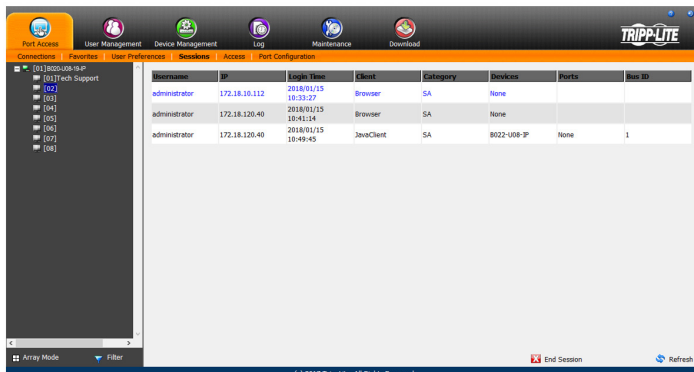 TRIPP·LITE
Port Access User Management Device Management Log Maintenance Download
Connections Favorites User Preferences Sessions Access Port Configuration
[01]B020-U08-19-IP
[01]Tech Support
[02]
[03]
[04]
[05]
[06]
[07]
[08]
Username IP Login Time Client Category Devices Ports Bus ID
administrator 172.18.10.112 2018/01/15 10:33:27 Browser SA None
administrator 172.18.120.40 2018/01/15 10:41:14 Browser SA None
administrator 172.18.120.40 2018/01/15 10:49:45 JavaClient SA B022-U08-IP None 1
Array Mode Filter
End Session Refresh